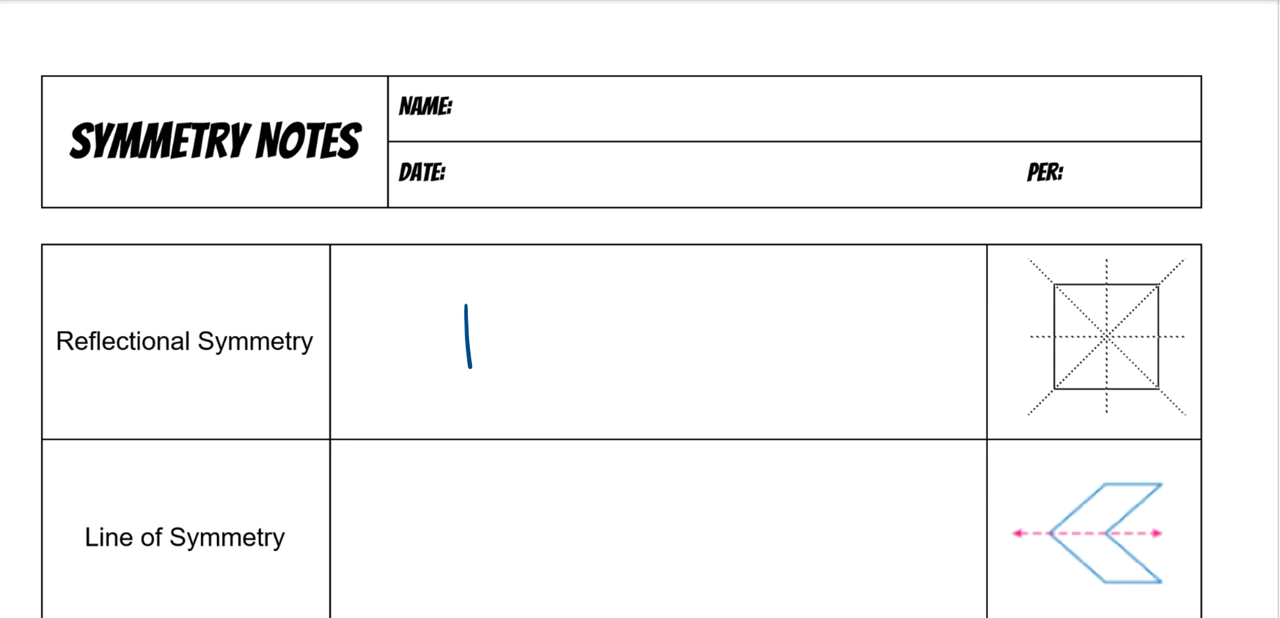 SYMMETRY NOTES
NAME:
DATE:
PER:
Reflectional Symmetry
Line of Symmetry